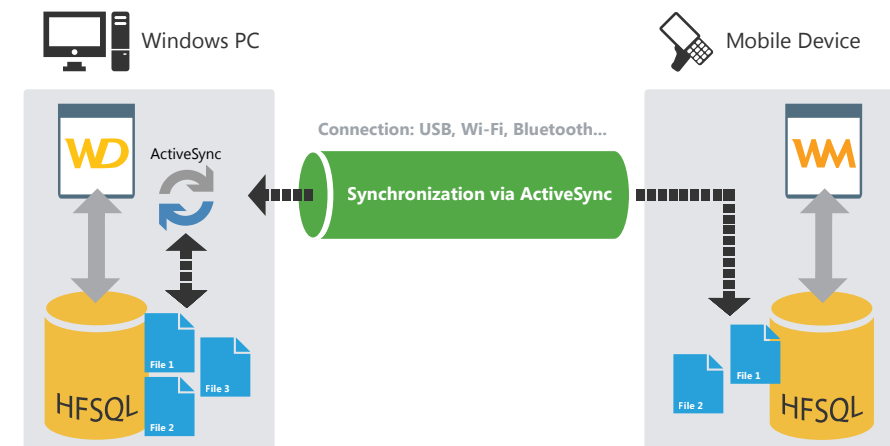 Windows PC
Mobile Device
Connection: USB, Wi-Fi, Bluetooth...
WD
ActiveSync
WM
Synchronization via ActiveSync
File 1
File 3
File 2
HFSQL
File 1
File 2
HFSQL